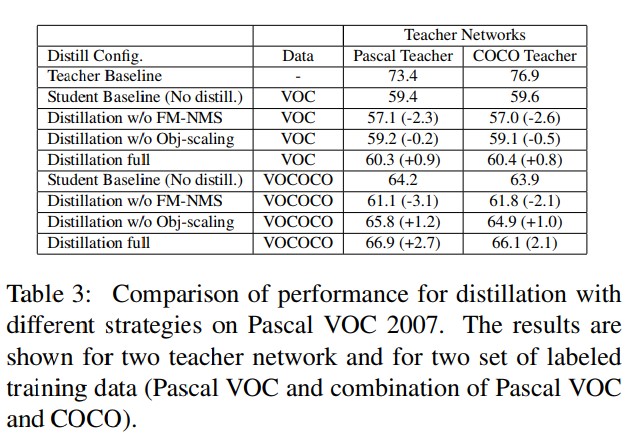 Teacher Networks
Distill Config. Data Pascal Teacher COCO Teacher
Teacher Baseline - 73.4 76.9
Student Baseline (No distill.) VOC 59.4 59.6
Distillation w/o FM-NMS VOC 57.1 (-2.3) 57.0 (-2.6)
Distillation w/o Obj-scaling VOC 59.2 (-0.2) 59.1 (-0.5)
Distillation full VOC 60.3 (+0.9) 60.4 (+0.8)
Student Baseline (No distill.) VOCOCO 64.2 63.9
Distillation w/o FM-NMS VOCOCO 61.1 (-3.1) 61.8 (-2.1)
Distillation w/o Obj-scaling VOCOCO 65.8 (+1.2) 64.9 (+1.0)
Distillation full VOCOCO 66.9 (+2.7) 66.1 (2.1)
Table 3: Comparison of performance for distillation with
different strategies on Pascal VOC 2007. The results are
shown for two teacher network and for two set of labeled
training data (Pascal VOC and combination of Pascal VOC
and COCO).